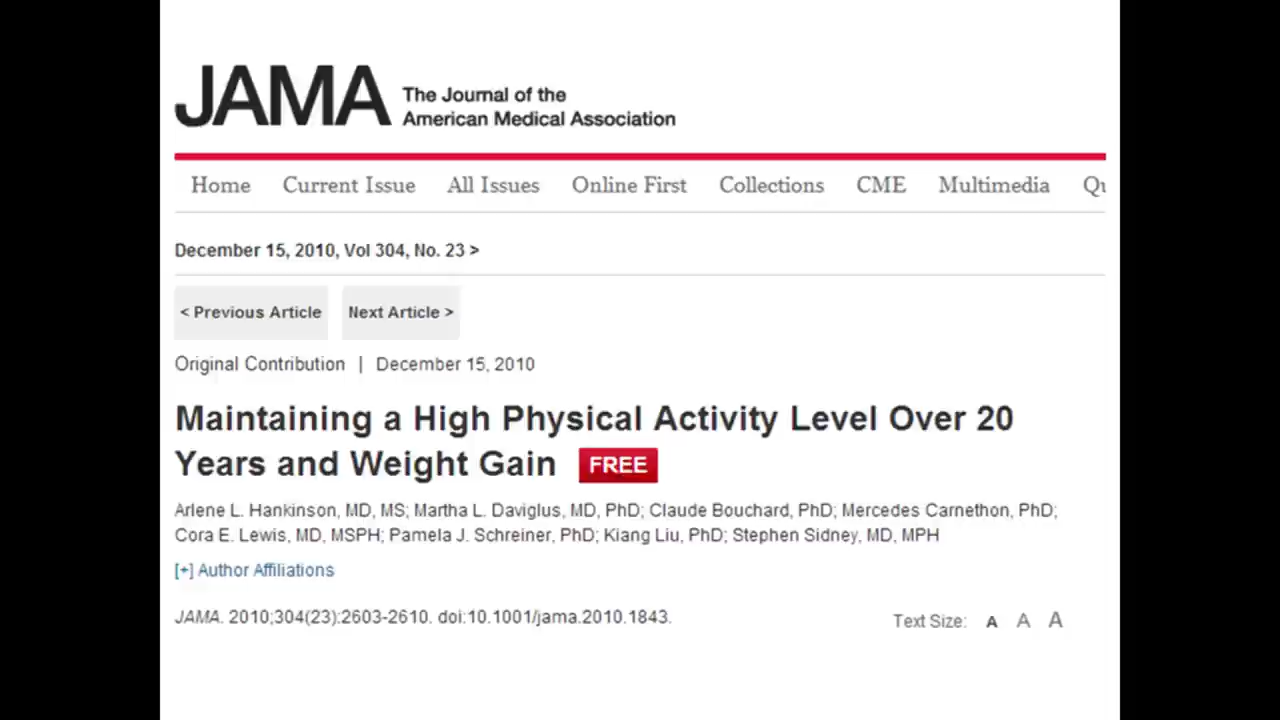 JAMA The Journal of the
American Medical Association
Home Current Issue All Issues Online First Collections CME Multimedia Qu
December 15, 2010, Vol 304, No. 23 >
< Previous Article Next Article >
Original Contribution | December 15, 2010
Maintaining a High Physical Activity Level Over 20
Years and Weight Gain FREE
Arlene L. Hankinson, MD, MS; Martha L. Daviglus, MD, PhD; Claude Bouchard, PhD; Mercedes Carnethon, PhD;
Cora E. Lewis, MD, MSPH; Pamela J. Schreiner, PhD; Kiang Liu, PhD; Stephen Sidney, MD, MPH
[+] Author Affiliations
JAMA. 2010;304(23):2603-2610. doi:10.1001/jama.2010.1843. Text Size: A A A